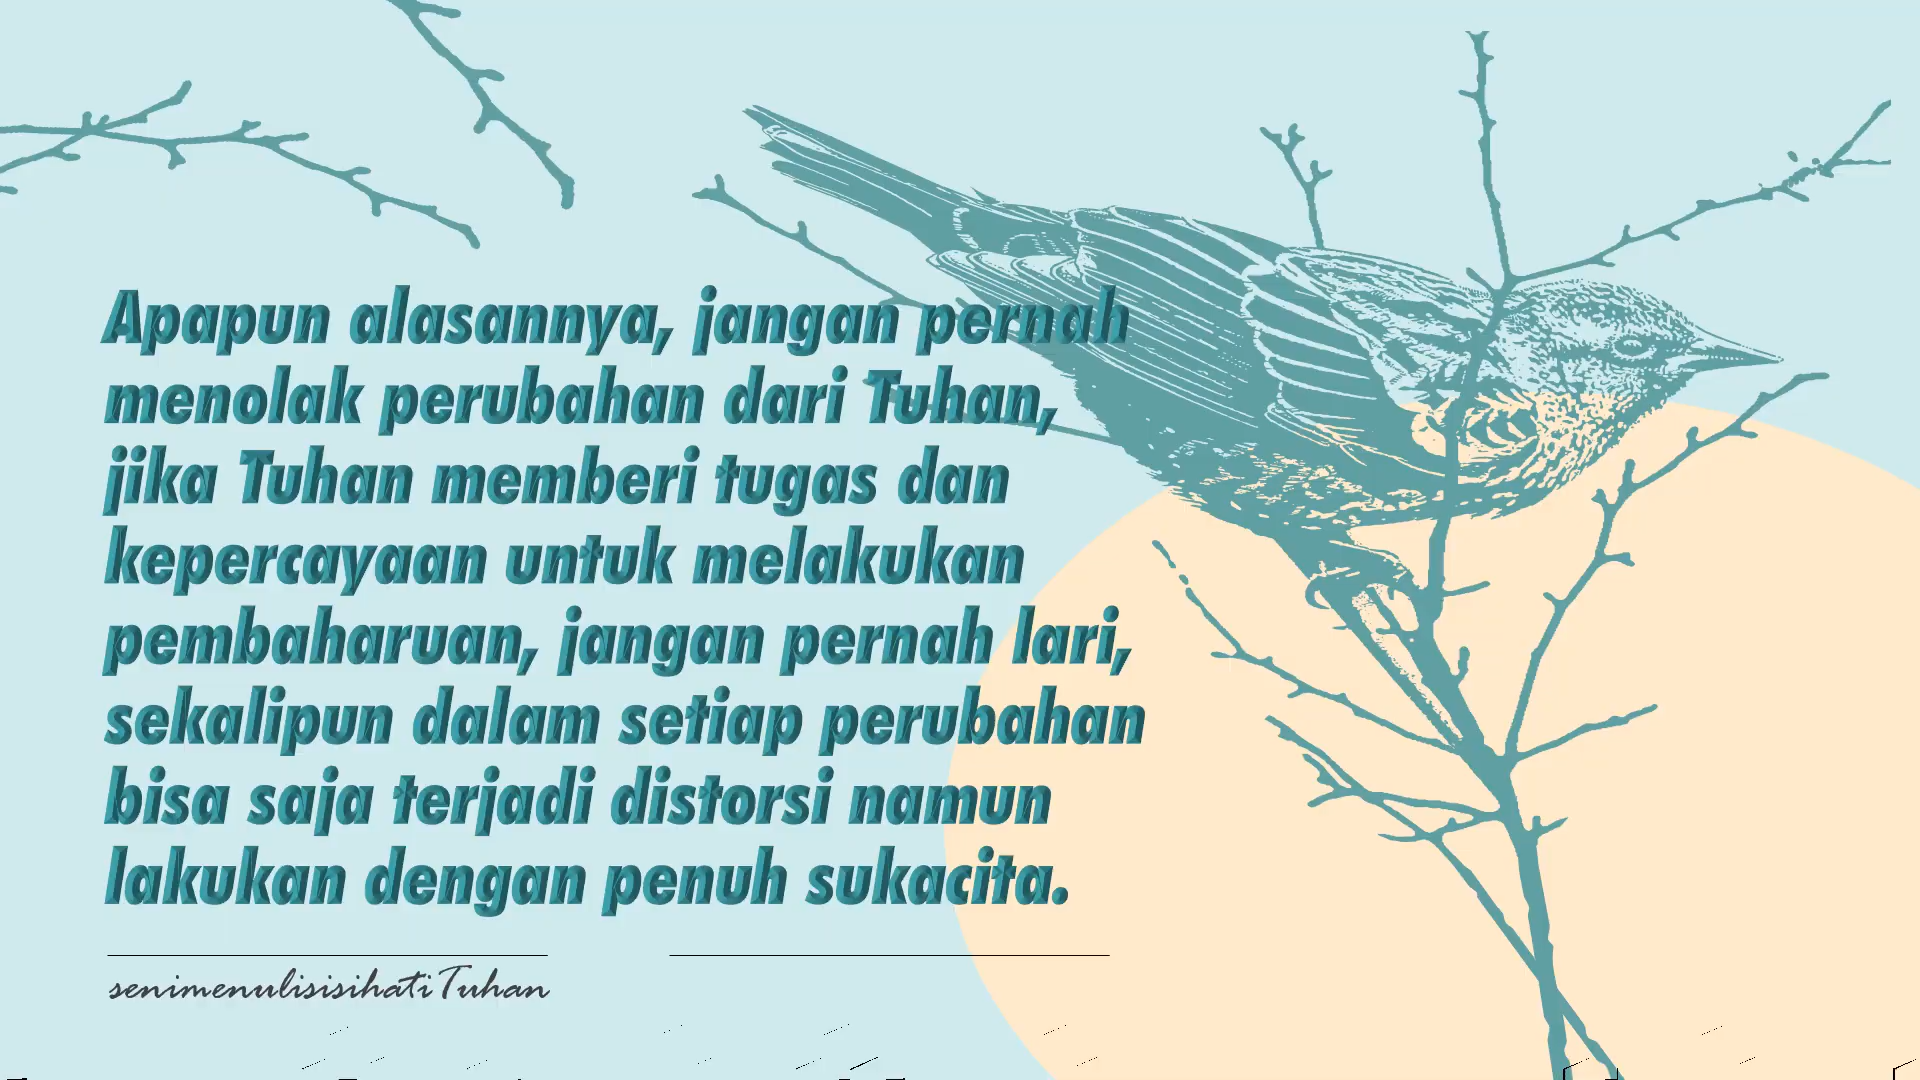 Apapun alasannya, jangan pernah
menolak perubahan dari Tuhan,
jika Tuhan memberi tugas dan
kepercayaan untuk melakukan
pembaharuan, jangan pernah lari,
sekalipun dalam setiap perubahan
bisa saja terjadi distorsi namun
lakukan dengan penuh sukacita.
senimenulisisihatiTuhan